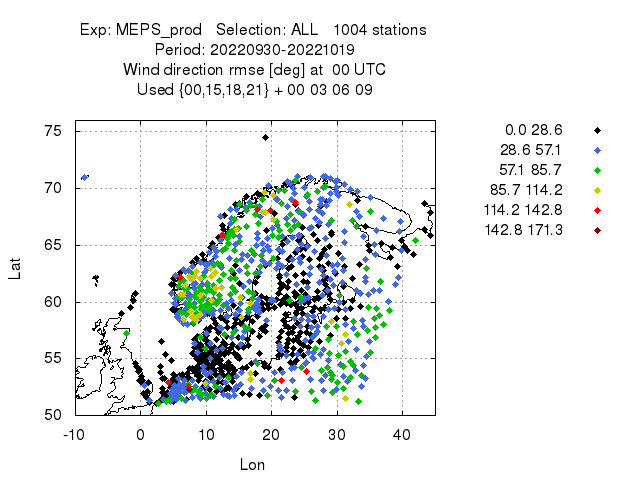 Exp: MEPS_prod   Selection: ALL   1004 stations
Period: 20220930-20221019
Wind direction rmse [deg] at  00 UTC
Used {00,15,18,21} + 00 03 06 09
0.0 28.6
28.6 57.1
57.1 85.7
85.7 114.2
114.2 142.8
142.8 171.3
75
70
65
60
55
50
Lat
-10 0 10 20 30 40
Lon